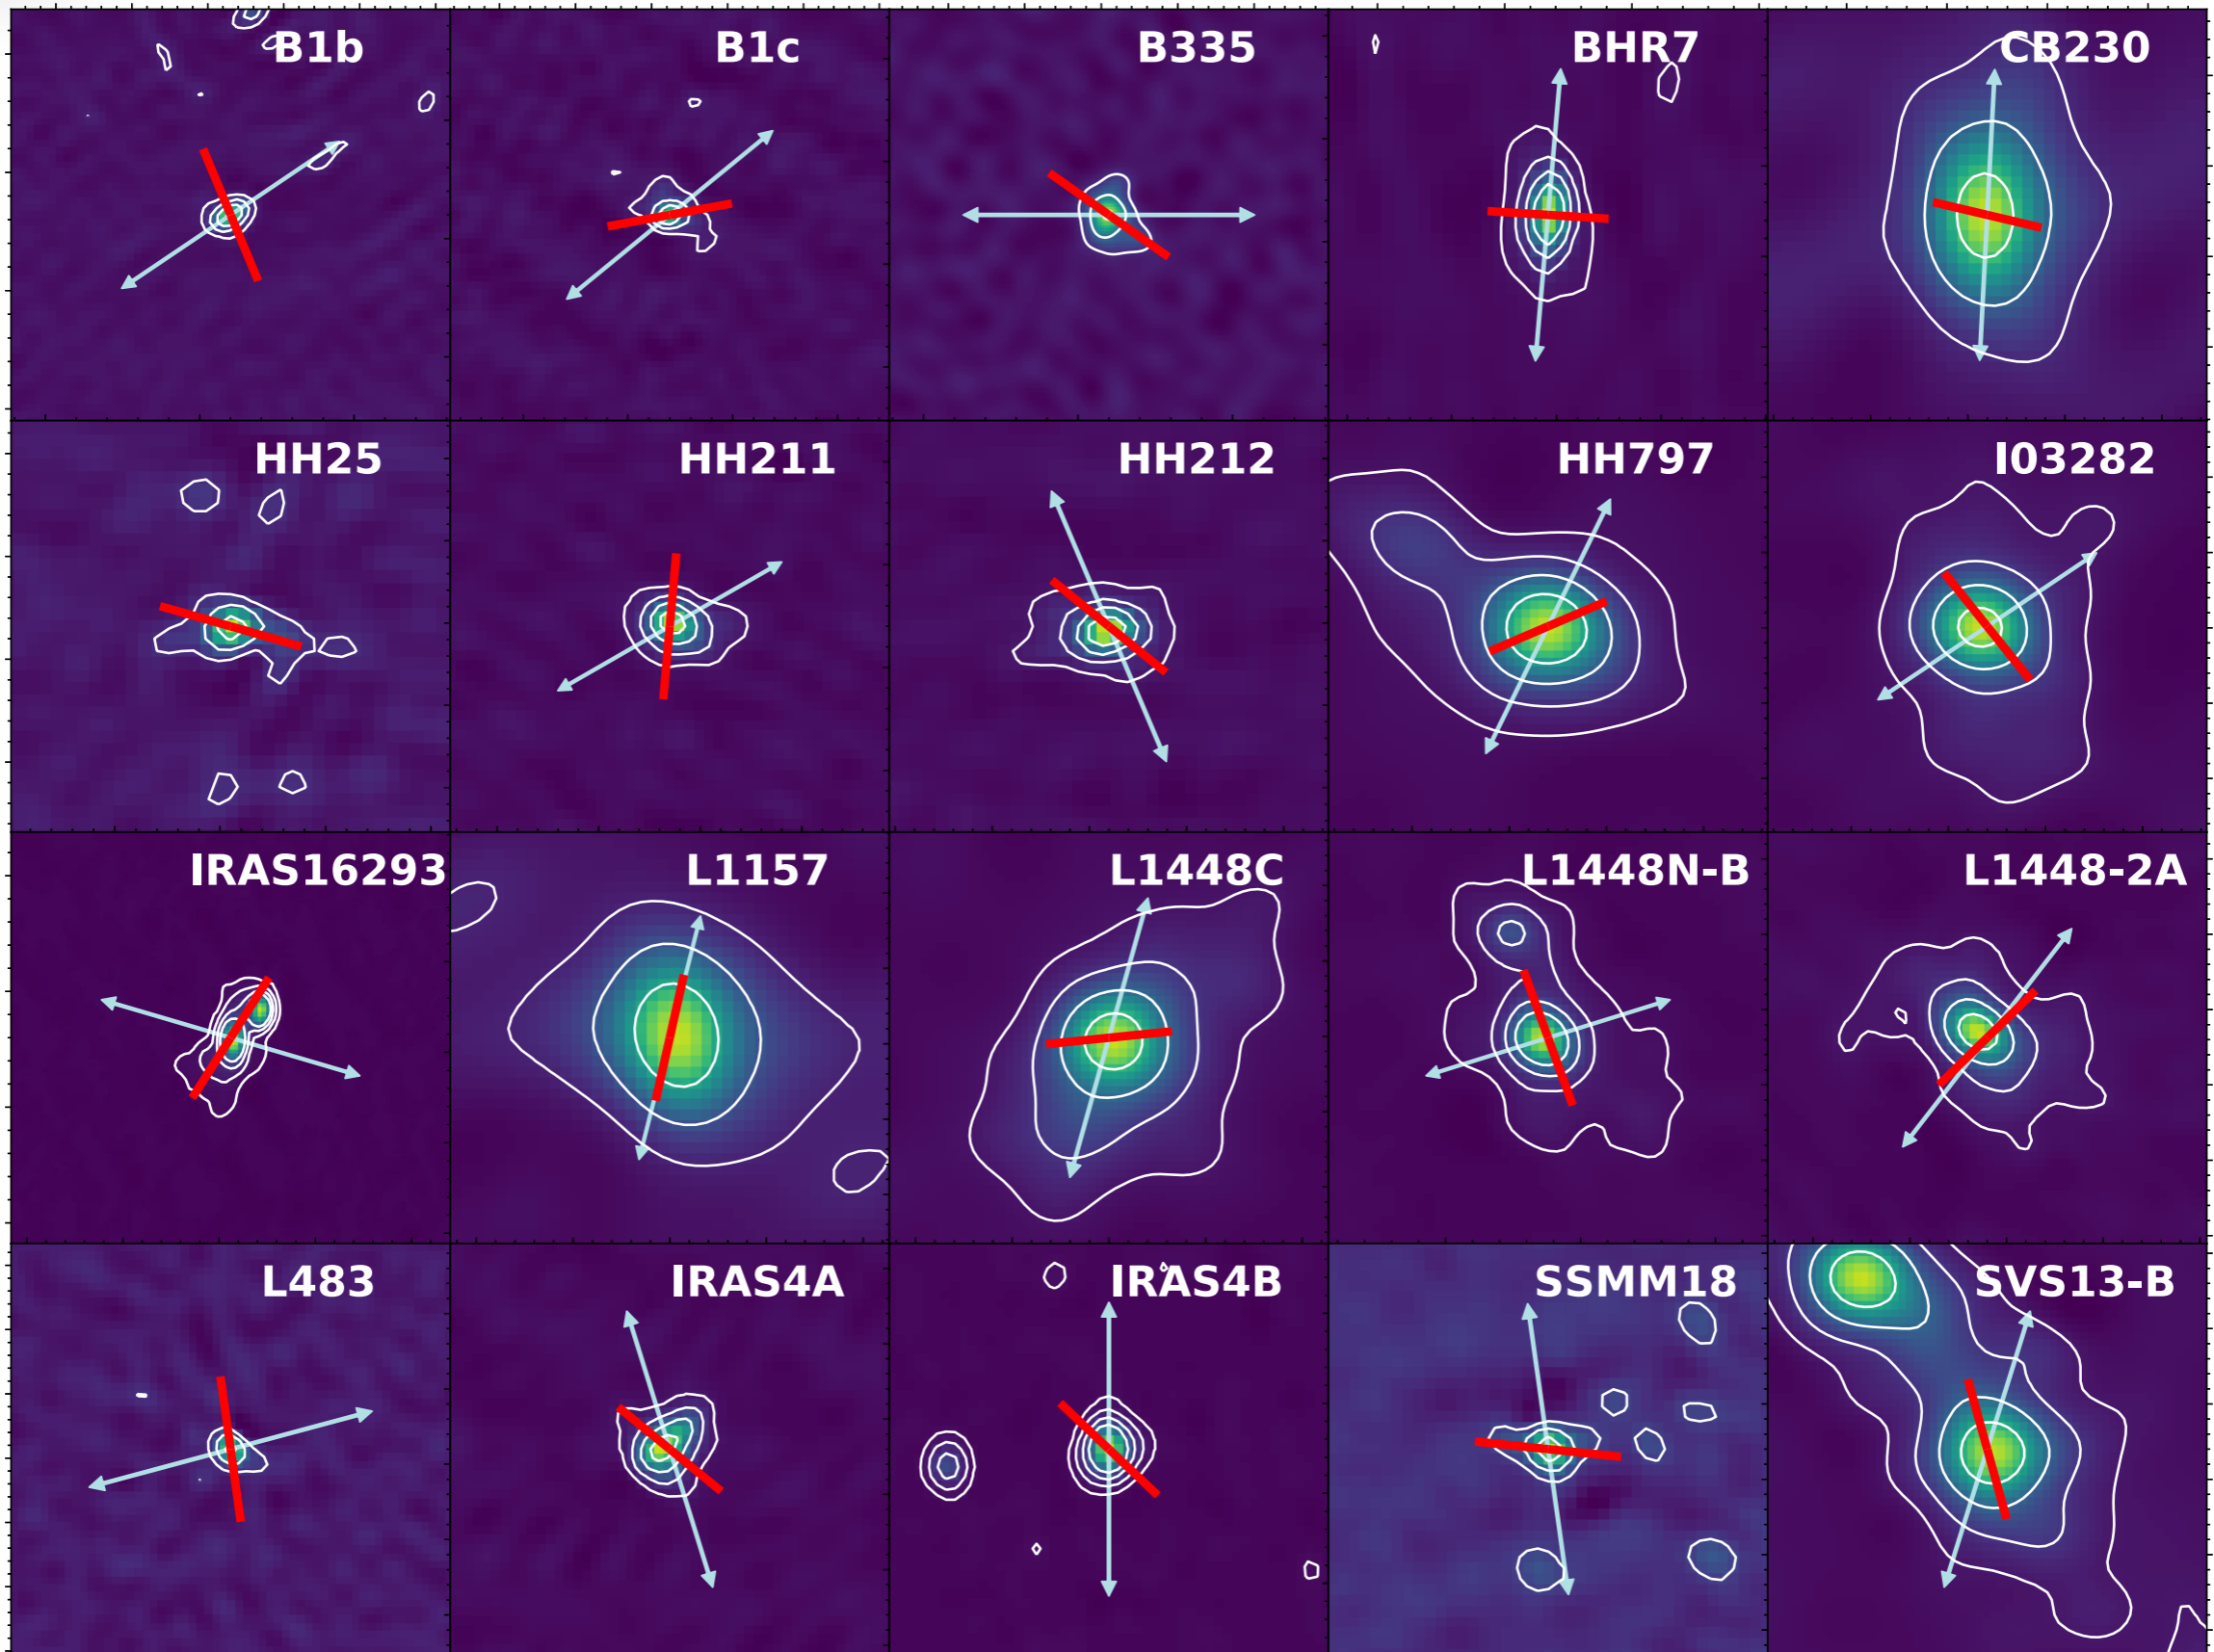 B1b
B1c
B335
BHR7
CB230
HH25
HH211
HH212
HH797
I03282
IRAS16293
L1157
L1448C
L1448N-B
L1448-2A
L483
IRAS4A
IRAS4B
SSMM18
SVS13-B